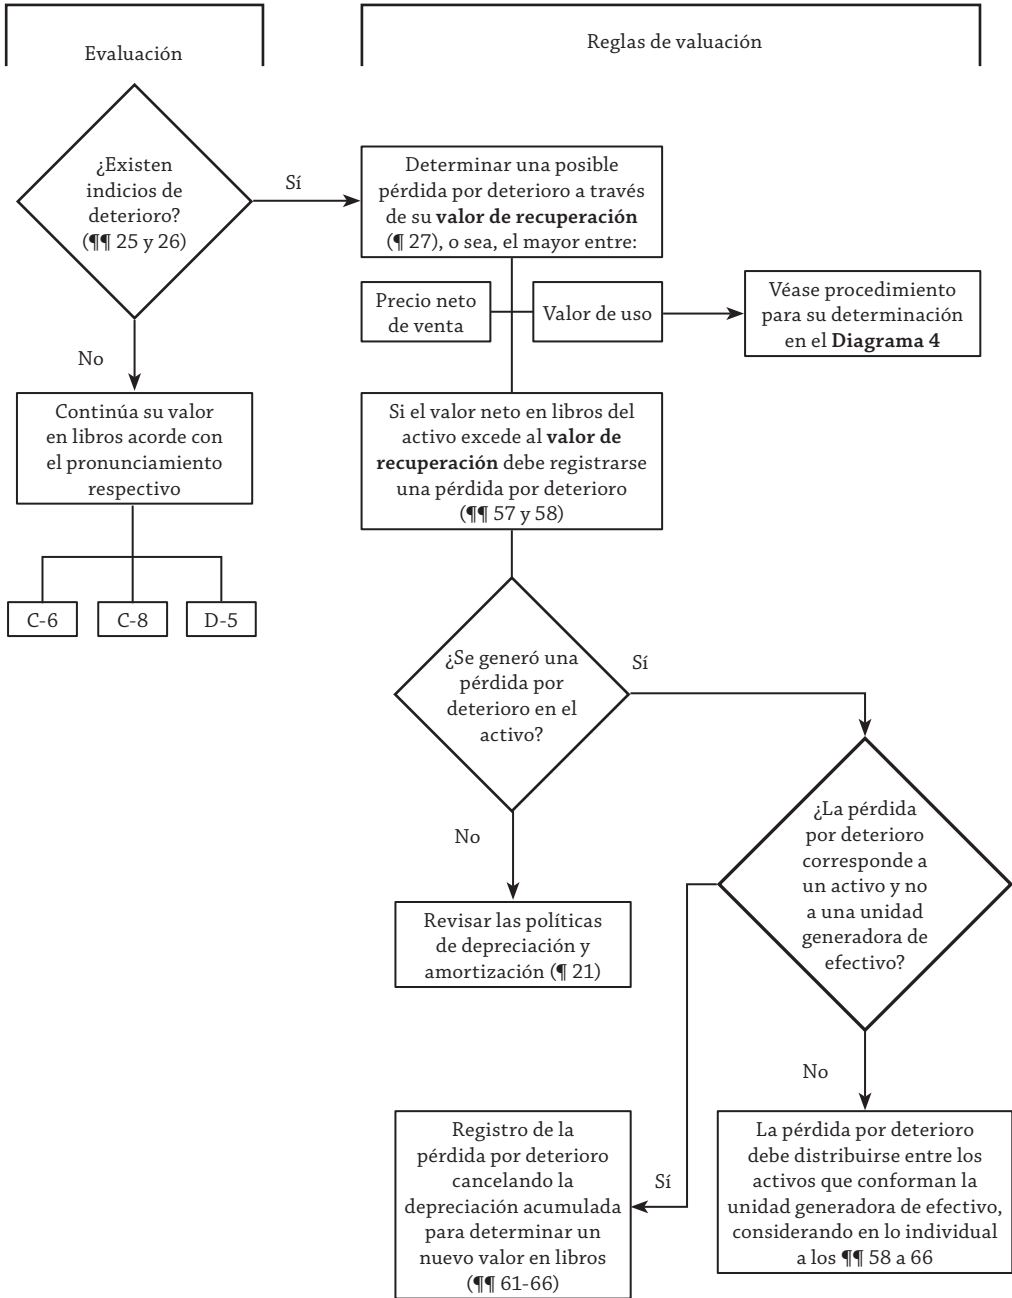 Evaluación
Reglas de valuación
¿Existen
indicios de
deterioro?
(¶¶ 25 y 26)
Sí
Determinar una posible
pérdida por deterioro a través
de su valor de recuperación
(¶ 27), o sea, el mayor entre:
Precio neto
de venta
Valor de uso
Véase procedimiento
para su determinación
en el Diagrama 4
No
Continúa su valor
en libros acorde con
el pronunciamiento
respectivo
C-6
C-8
D-5
Si el valor neto en libros del
activo excede al valor de
recuperación debe registrarse
una pérdida por deterioro
(¶¶ 57 y 58)
¿Se generó una
pérdida por
deterioro en el
activo?
Sí
No
Revisar las políticas
de depreciación y
amortización (¶ 21)
¿La pérdida
por deterioro
corresponde a
un activo y no
a una unidad
generadora de
efectivo?
No
Sí
Registro de la
pérdida por deterioro
cancelando la
depreciación acumulada
para determinar un
nuevo valor en libros
(¶¶ 61-66)
La pérdida por deterioro
debe distribuirse entre los
activos que conforman la
unidad generadora de efectivo,
considerando en lo individual
a los ¶¶ 58 a 66